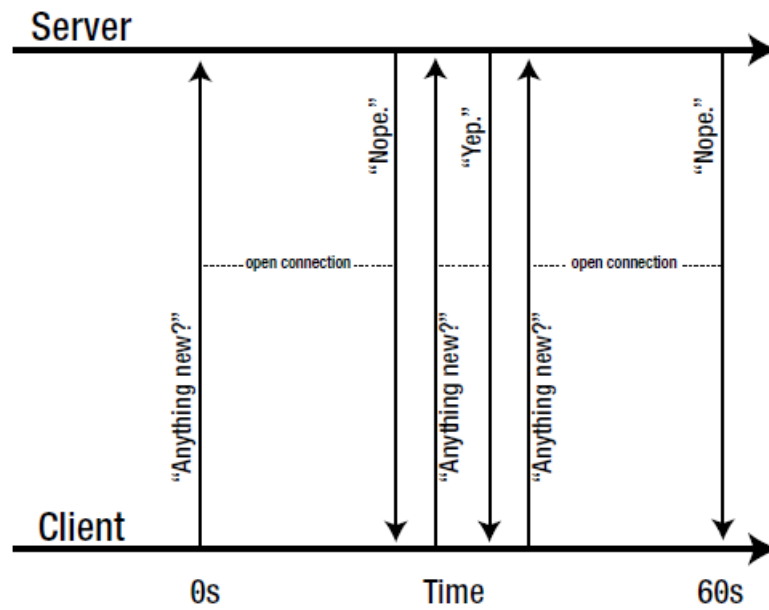 Server
“Nope.”
“Yep.”
“Nope.”
open connection
open connection
“Anything new?”
“Anything new?”
“Anything new?”
Client
0s
Time
60s